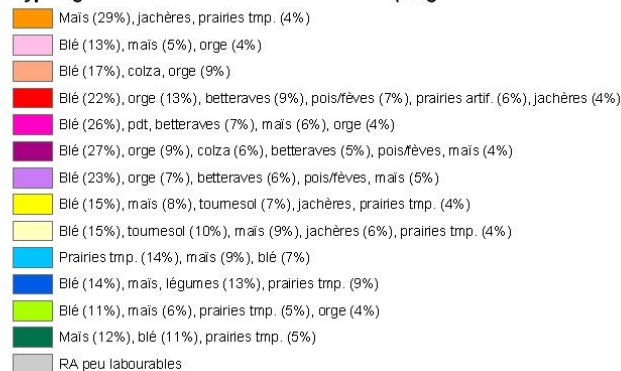 Maïs (29%), jachères, prairies tmp. (4%)
Blé (13%), maïs (5%), orge (4%)
Blé (17%), colza, orge (9%)
Blé (22%), orge (13%), betteraves (9%), pois/fèves (7%), prairies artif. (6%), jachères (4%)
Blé (26%), pdt, betteraves (7%), maïs (6%), orge (4%)
Blé (27%), orge (9%), colza (6%), betteraves (5%), pois/fèves, maïs (4%)
Blé (23%), orge (7%), betteraves (6%), pois/fèves, maïs (5%)
Blé (15%), maïs (8%), tournesol (7%), jachères, prairies tmp. (4%)
Blé (15%), tournesol (10%), maïs (9%), jachères (6%), prairies tmp. (4%)
Prairies tmp. (14%), maïs (9%), blé (7%)
Blé (14%), maïs, légumes (13%), prairies tmp. (9%)
Blé (11%), maïs (6%), prairies tmp. (5%), orge (4%)
Maïs (12%), blé (11%), prairies tmp. (5%)
RA peu labourables